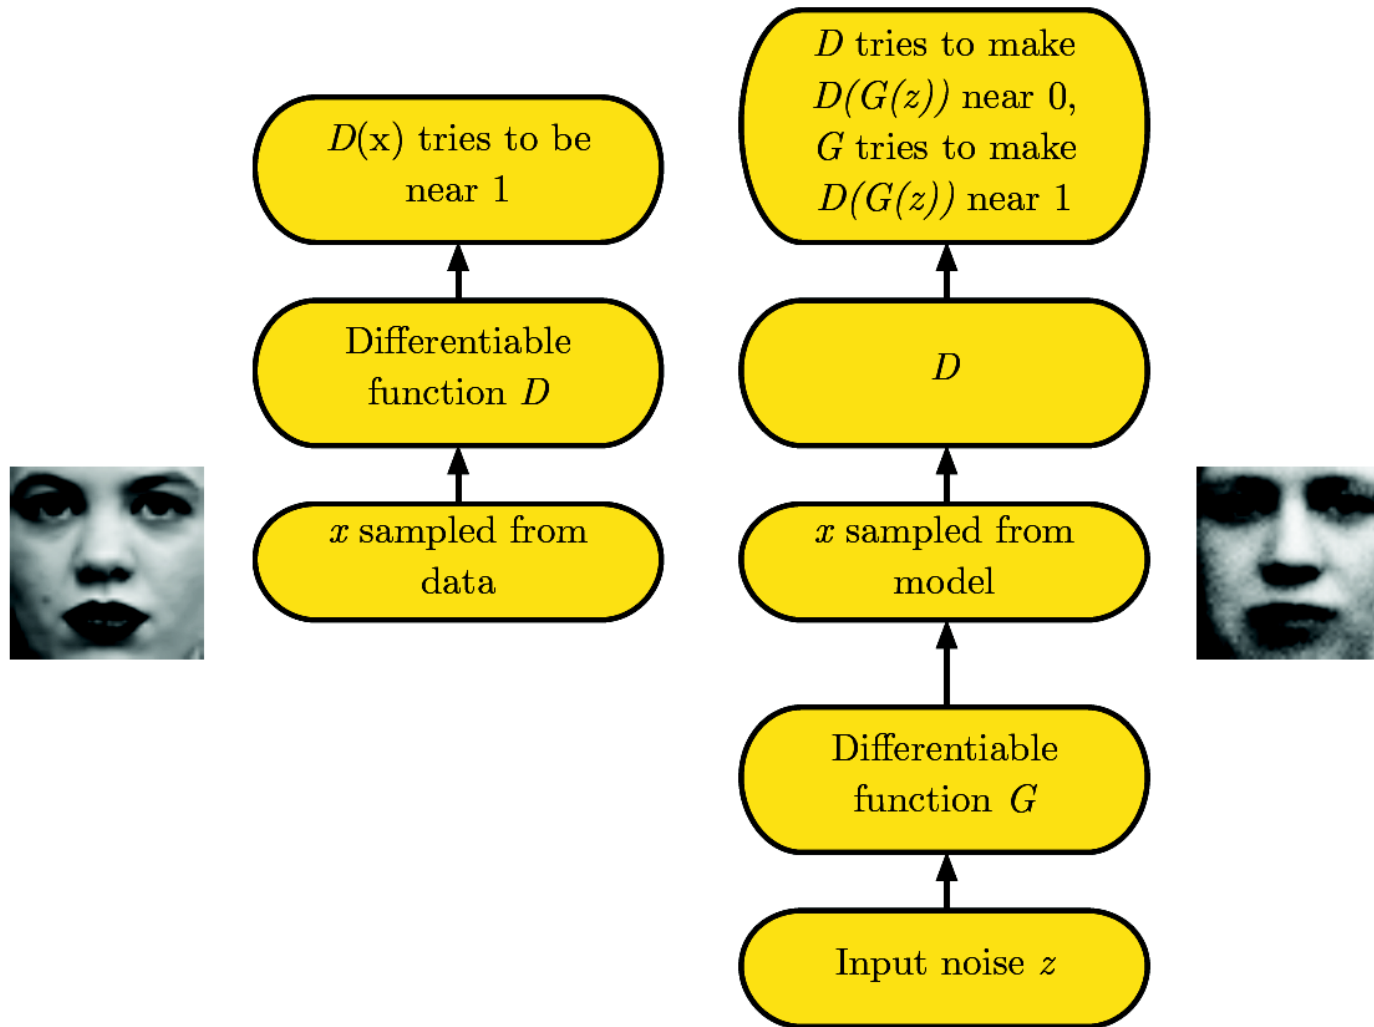 D(x) tries to be
near 1
Differentiable
function D
x sampled from
data
D tries to make
D(G(z)) near 0,
G tries to make
D(G(z)) near 1
D
x sampled from
model
Differentiable
function G
Input noise z